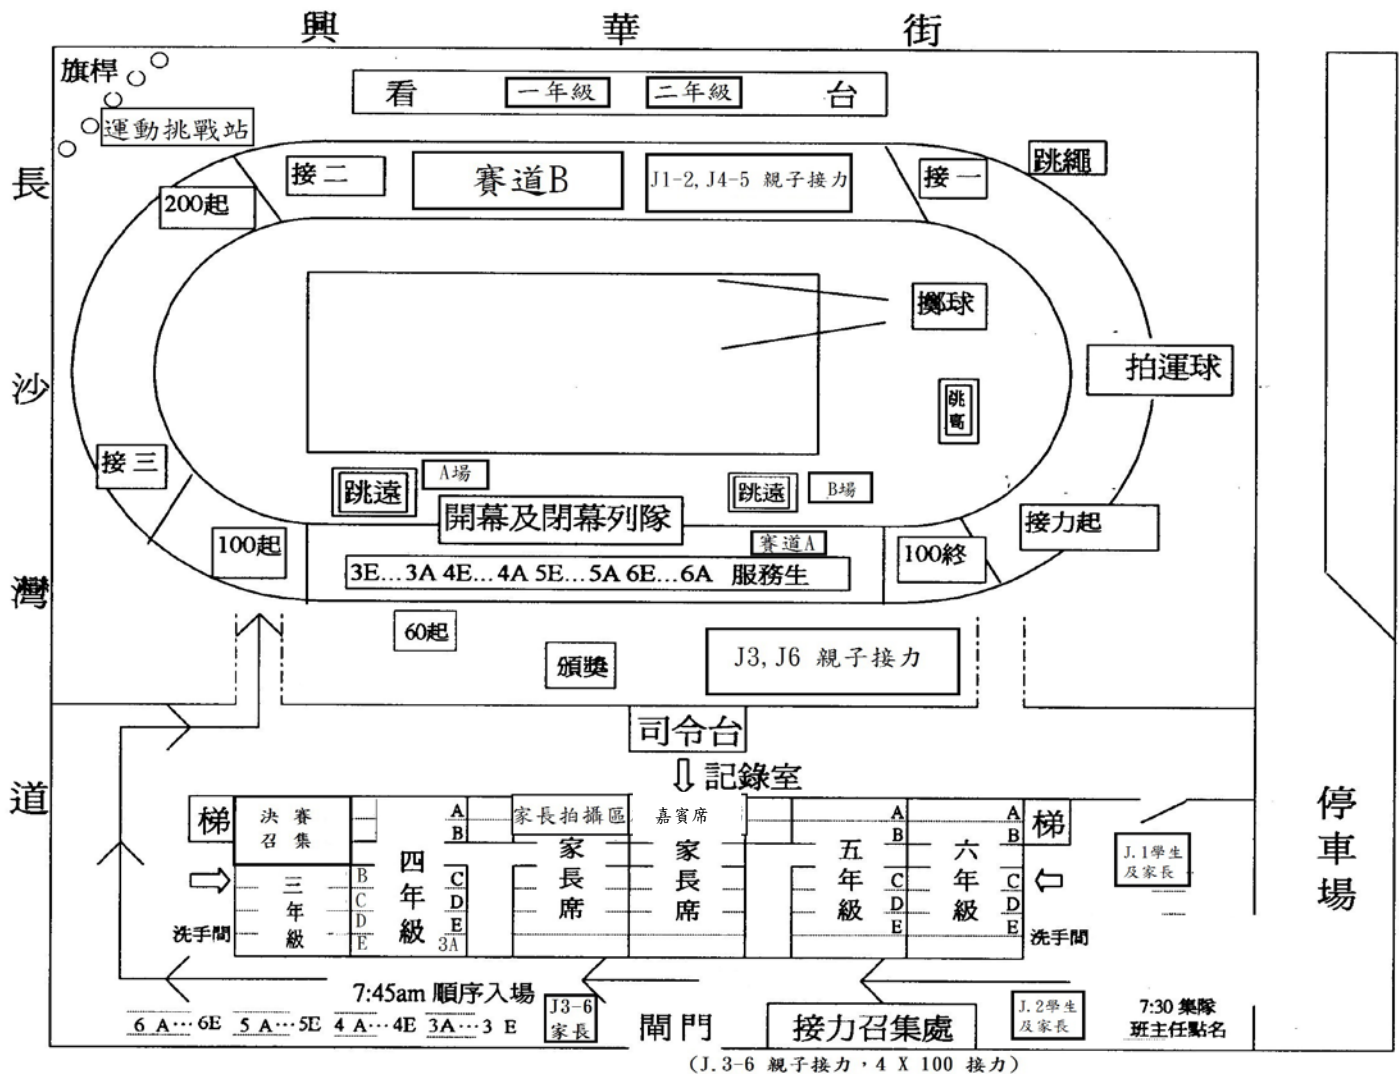 興 華 街
旗桿
運動挑戰站
看 一年級 二年級 台
長 沙 灣 道
接二
賽道B
J1-2, J4-5 親子接力
接一
跳繩
200起
擲球
拍運球
跳高
接三
跳遠
A場
跳遠
B場
開幕及閉幕列隊
接力起
100起
賽道A
100終
3E…3A 4E…4A 5E…5A 6E…6A 服務生
60起
頒獎
J3, J6 親子接力
司令台
記錄室
停車場
梯
決賽
召集
A
B
家長拍攝區
嘉賓席
A
B
A
B
梯
三年級
B
C
D
E
四年級
C
D
E
3A
家長席
家長席
五年級
C
D
E
六年級
C
D
E
J.1學生
及家長
洗手間
洗手間
7:45am 順序入場
6 A… 6E 5 A…5E 4 A…4E 3A…3 E
J3-6
家長
閘門
接力召集處
J.2學生
及家長
7:30 集隊
班主任點名
(J.3-6 親子接力，4 X 100 接力)